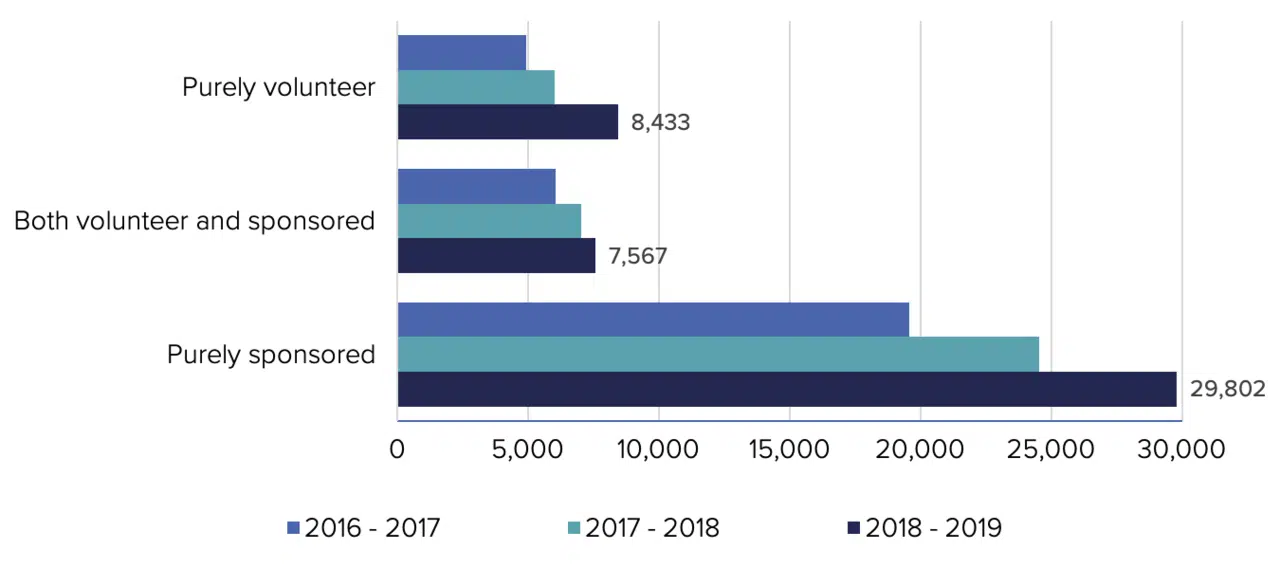 Purely volunteer
8,433
Both volunteer and sponsored
7,567
Purely sponsored
29,802
0 5,000 10,000 15,000 20,000 25,000 30,000
2016 - 2017 2017 - 2018 2018 - 2019